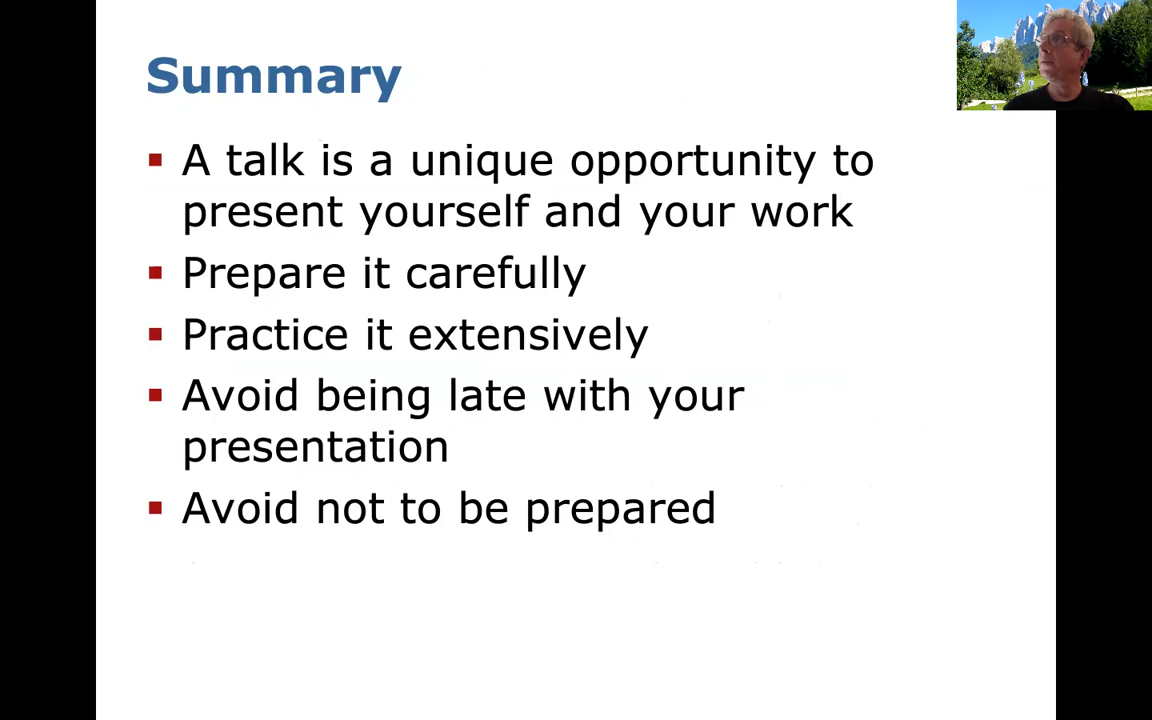 Summary
A talk is a unique opportunity to
present yourself and your work
Prepare it carefully
Practice it extensively
Avoid being late with your
presentation
Avoid not to be prepared